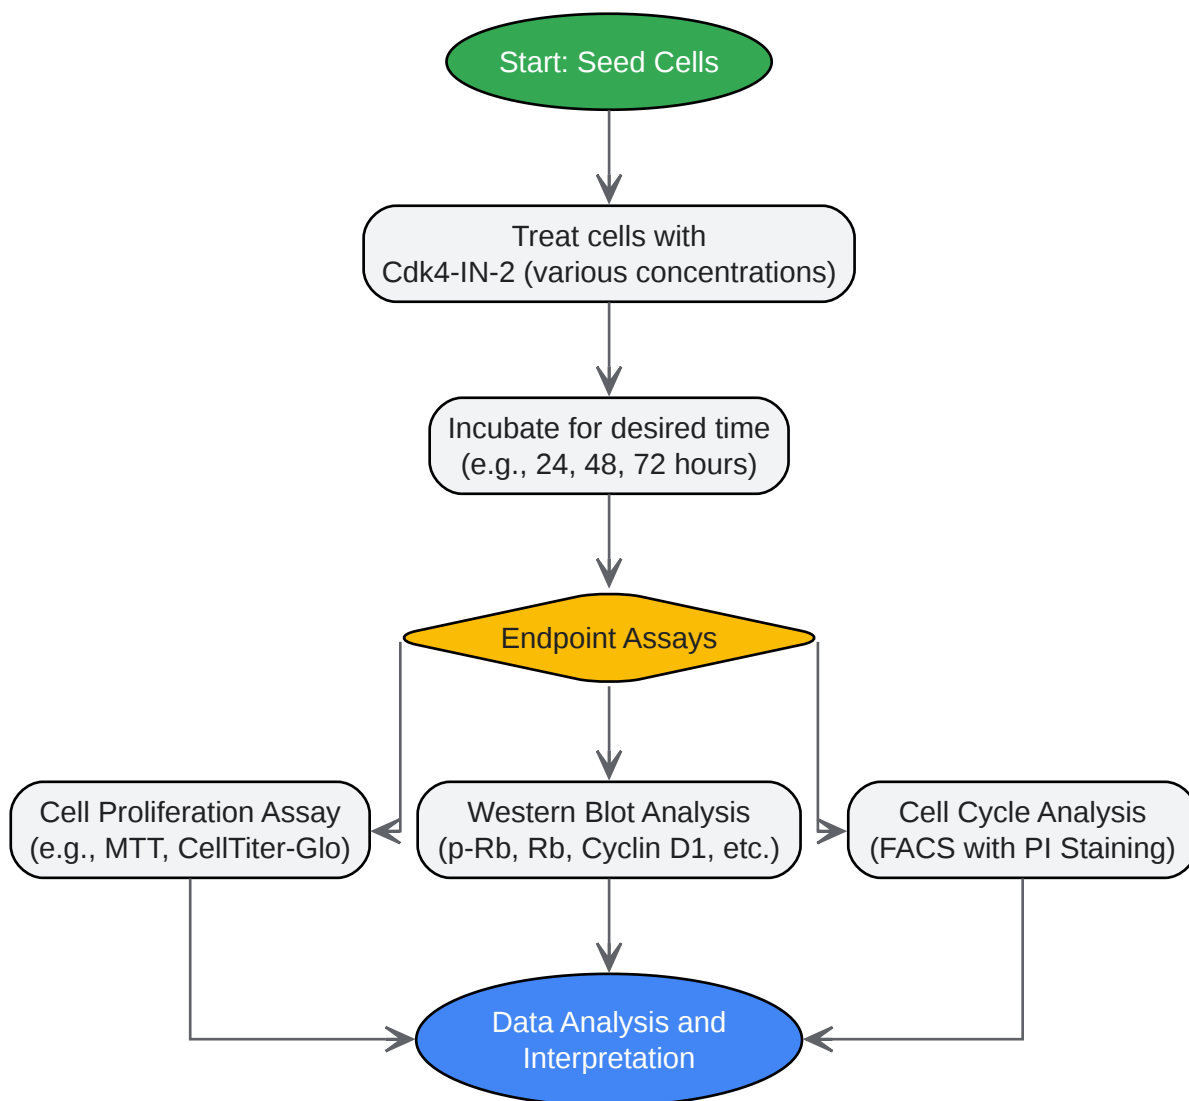 Start: Seed Cells
Treat cells with
Cdk4-IN-2 (various concentrations)
Incubate for desired time
(e.g., 24, 48, 72 hours)
Endpoint Assays
Cell Proliferation Assay
(e.g., MTT, CellTiter-Glo)
Western Blot Analysis
(p-Rb, Rb, Cyclin D1, etc.)
Cell Cycle Analysis
(FACS with PI Staining)
Data Analysis and
Interpretation